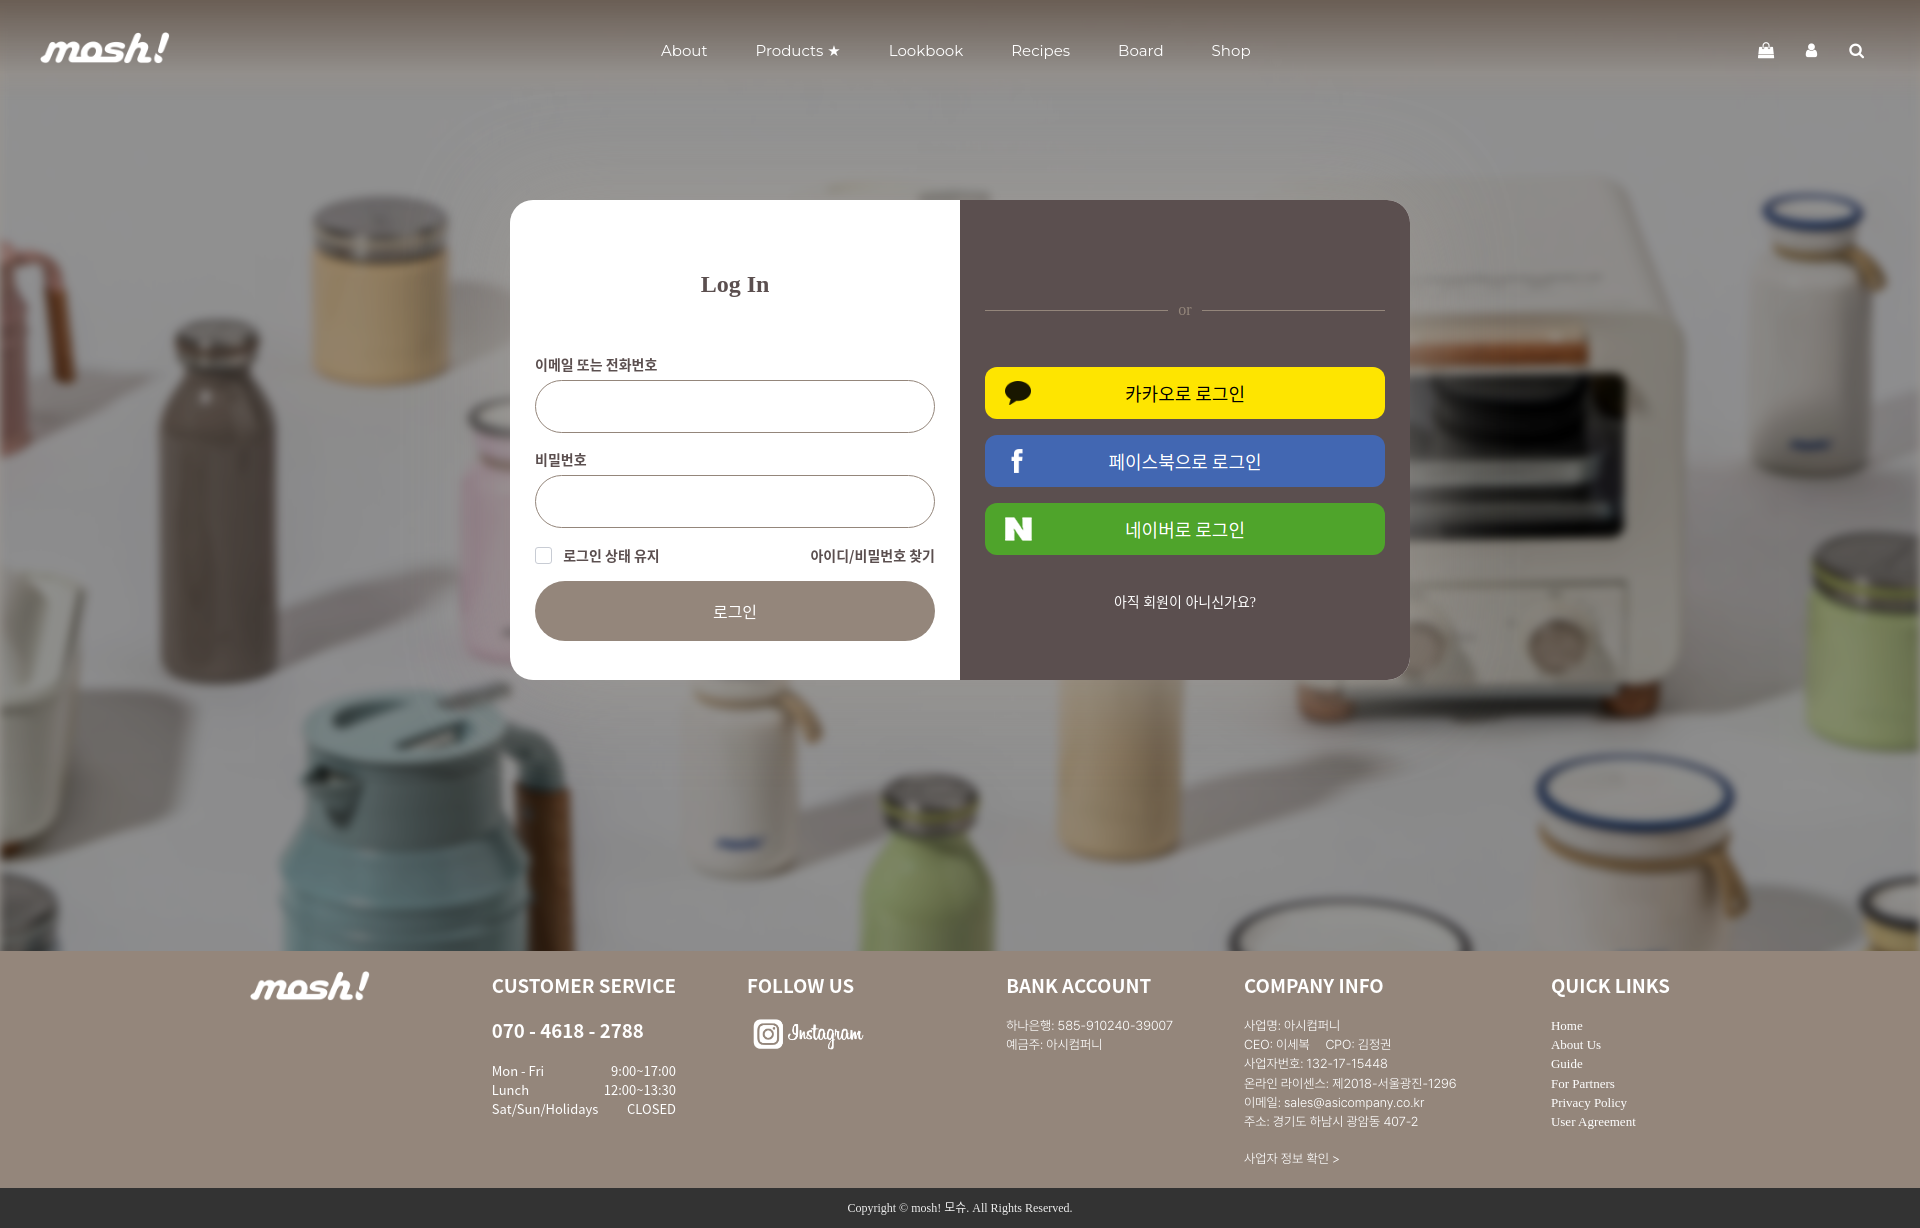 mosh!
About Products ★ Lookbook Recipes Board Shop
Log In
이메일 또는 전화번호
비밀번호
로그인 상태 유지 아이디/비밀번호 찾기
로그인
or
카카오로 로그인
페이스북으로 로그인
네이버로 로그인
아직 회원이 아니신가요?
mosh!
CUSTOMER SERVICE
070 - 4618 - 2788
Mon - Fri 9:00~17:00
Lunch 12:00~13:30
Sat/Sun/Holidays CLOSED
FOLLOW US
Instagram
BANK ACCOUNT
하나은행: 585-910240-39007
예금주: 아시컴퍼니
COMPANY INFO
사업명: 아시컴퍼니
CEO: 이세복 CPO: 김정권
사업자번호: 132-17-15448
온라인 라이센스: 제2018-서울광진-1296
이메일: sales@asicompany.co.kr
주소: 경기도 하남시 광암동 407-2
사업자 정보 확인 >
QUICK LINKS
Home
About Us
Guide
For Partners
Privacy Policy
User Agreement
Copyright © mosh! 모슈. All Rights Reserved.